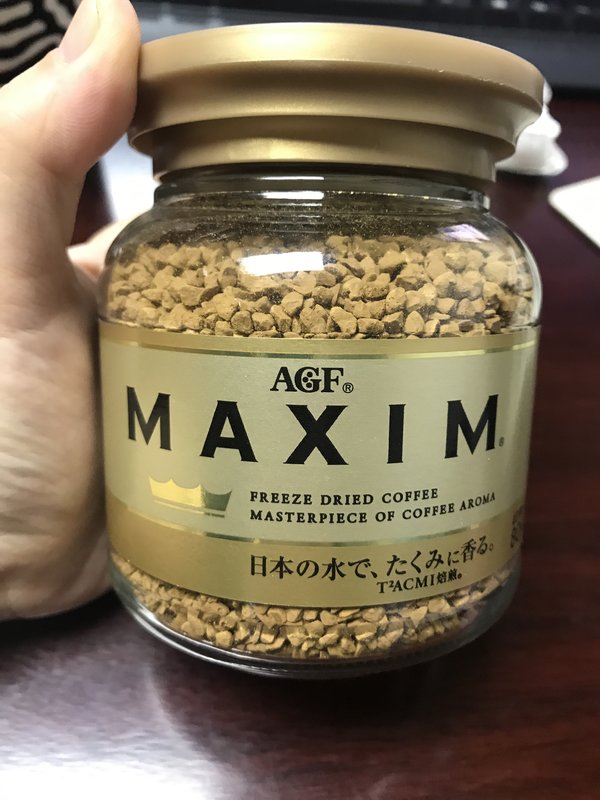 AGF®
MAXIM®
FREEZE DRIED COFFEE
MASTERPIECE OF COFFEE AROMA
日本の水で、たくみに香る。
T²ACMI焙煎。